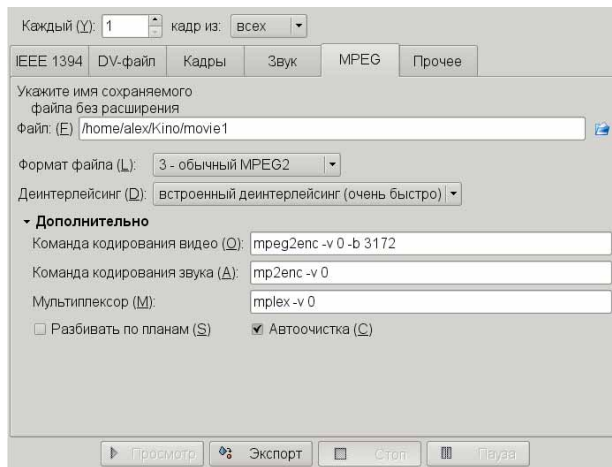 Каждый (Y): 1 кадр из: всех
IEEE 1394 DV-файл Кадры Звук MPEG Прочее
Укажите имя сохраняемого
файла без расширения
Файл: (F) /home/alex/Kino/movie1
Формат файла (L): 3 - обычный MPEG2
Деинтерлейсинг (D): встроенный деинтерлейсинг (очень быстро)
Дополнительно
Команда кодирования видео (O): mpeg2enc -v 0 -b 3172
Команда кодирования звука (A): mp2enc -v 0
Мультиплексор (M): mplex -v 0
Разбивать по планам (S) Автоочистка (C)
Просмотр Экспорт Стоп Пауза